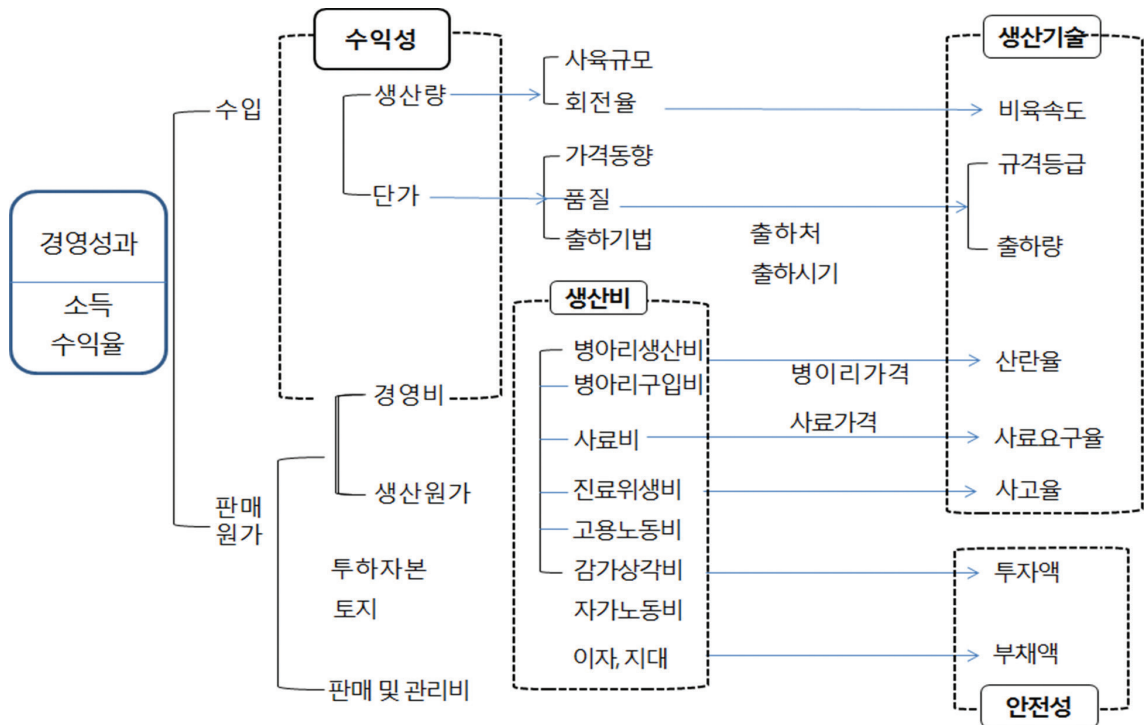 경영성과
소득
수익율
수입
판매
원가
수익성
생산량
단가
경영비
생산원가
투하자본
토지
판매 및 관리비
사육규모
회전율
가격동향
품질
출하기법
출하처
출하시기
생산비
병아리생산비
병아리구입비
사료비
진료위생비
고용노동비
감가상각비
자가노동비
이자, 지대
병이리가격
사료가격
생산기술
비육속도
규격등급
출하량
산란율
사료요구율
사고율
투자액
부채액
안전성